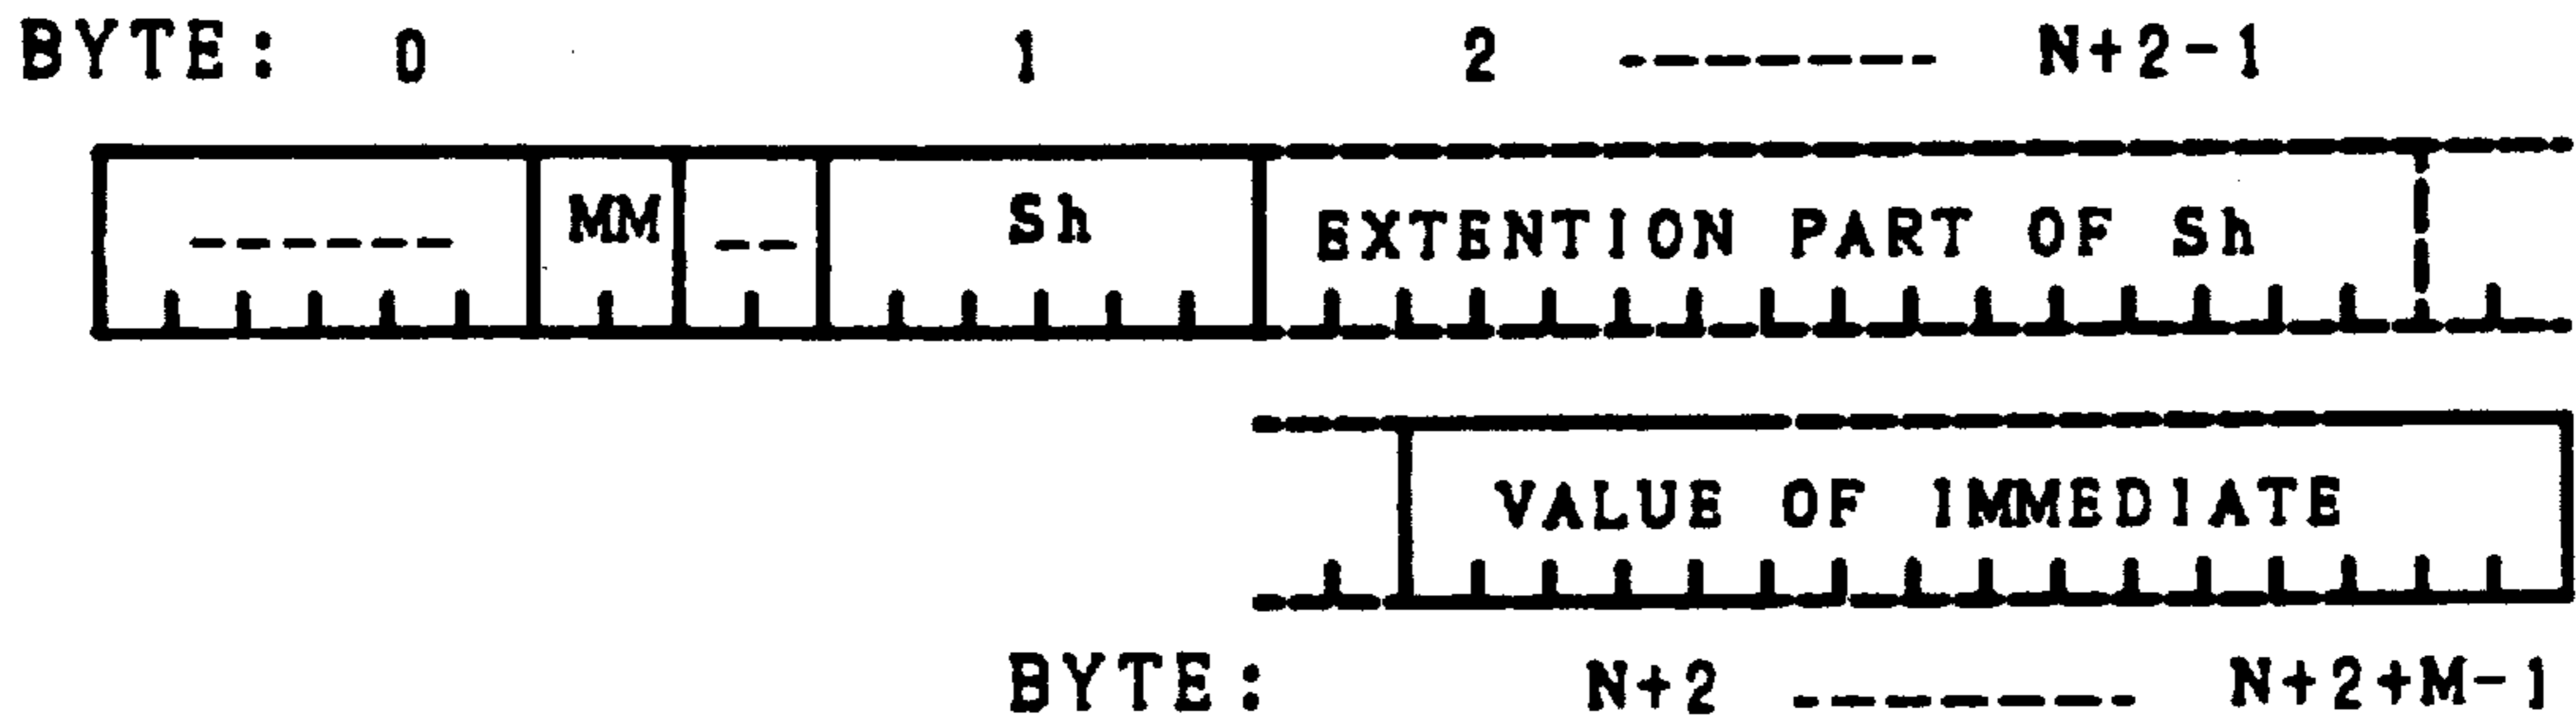 BYTE: 0 1 2 ------- N+2-1
------ MM -- Sh EXTENTION PART OF Sh
VALUE OF IMMEDIATE
BYTE: N+2 ------- N+2+M-1